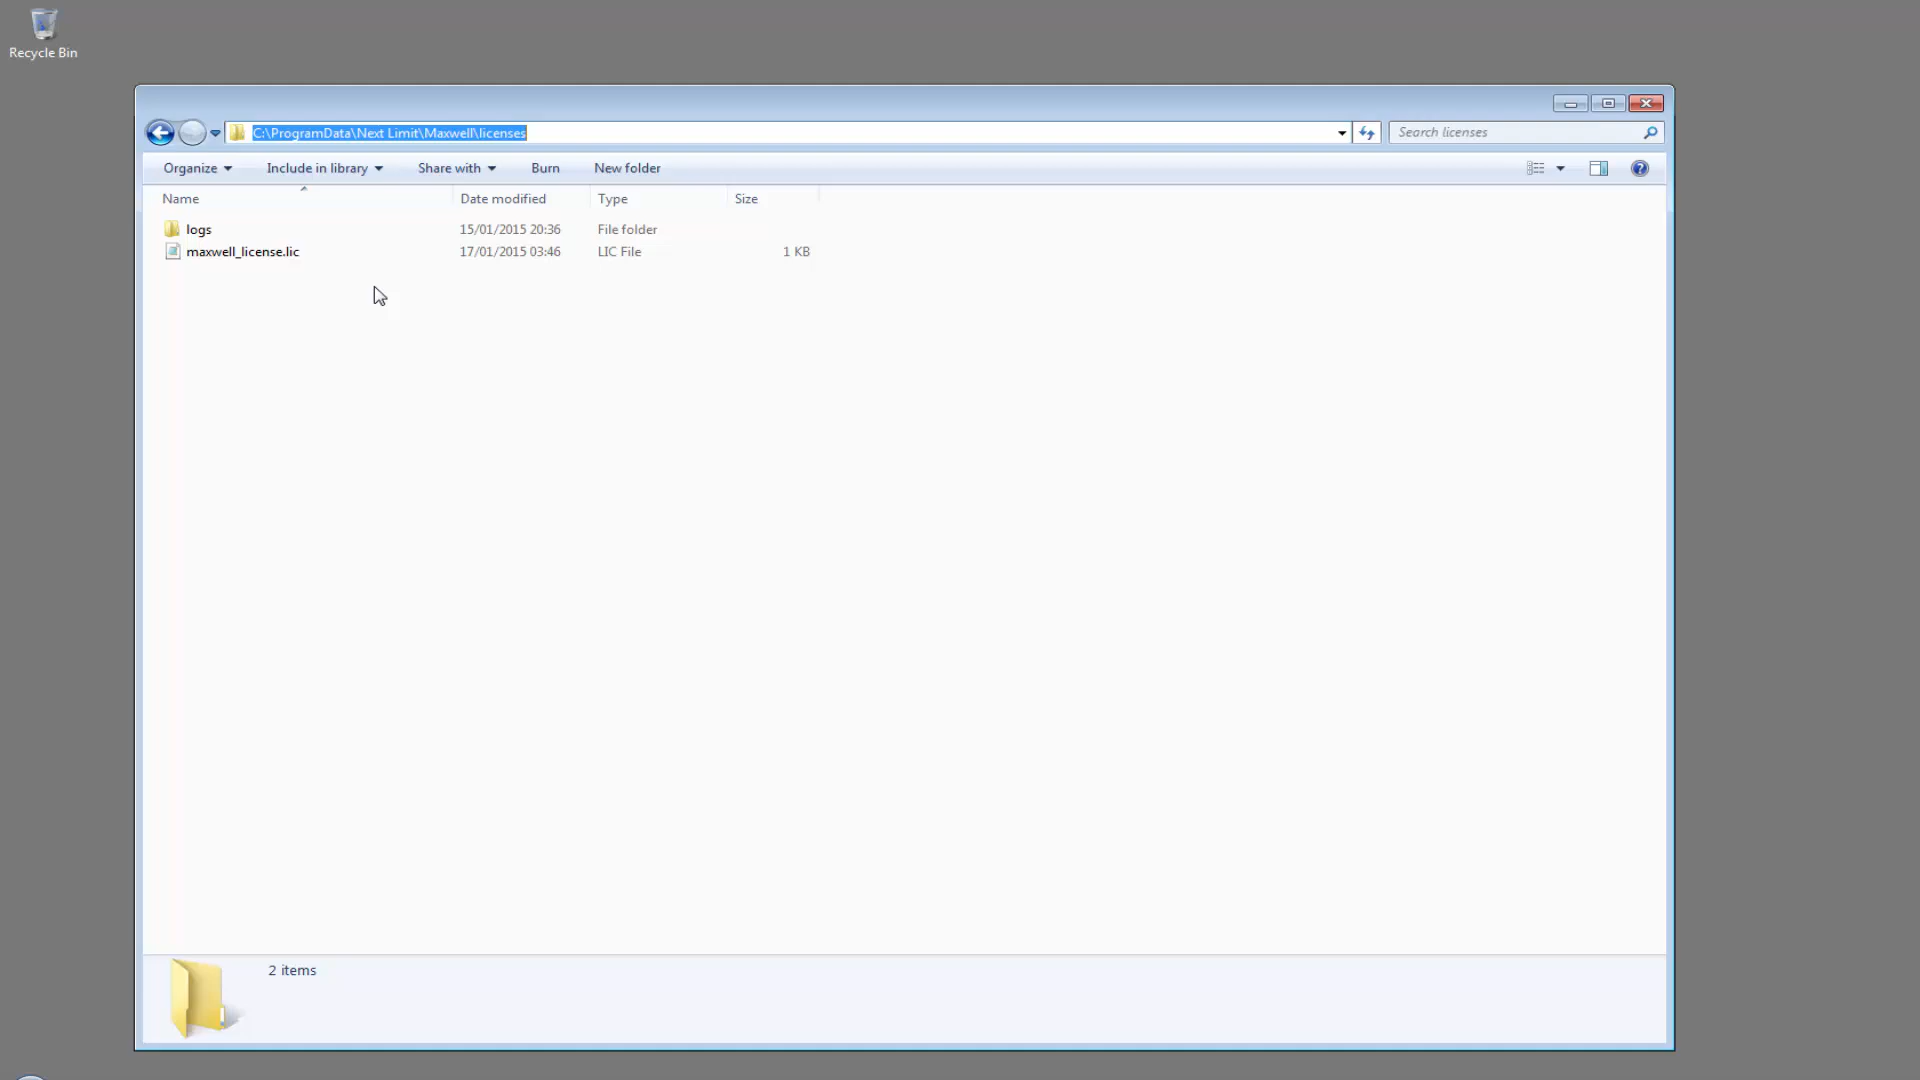 Recycle Bin
C:\ProgramData\Next Limit\Maxwell\licenses
Search licenses
Organize Include in library Share with Burn New folder
Name Date modified Type Size
logs 15/01/2015 20:36 File folder
maxwell_license.lic 17/01/2015 03:46 LIC File 1 KB
2 items